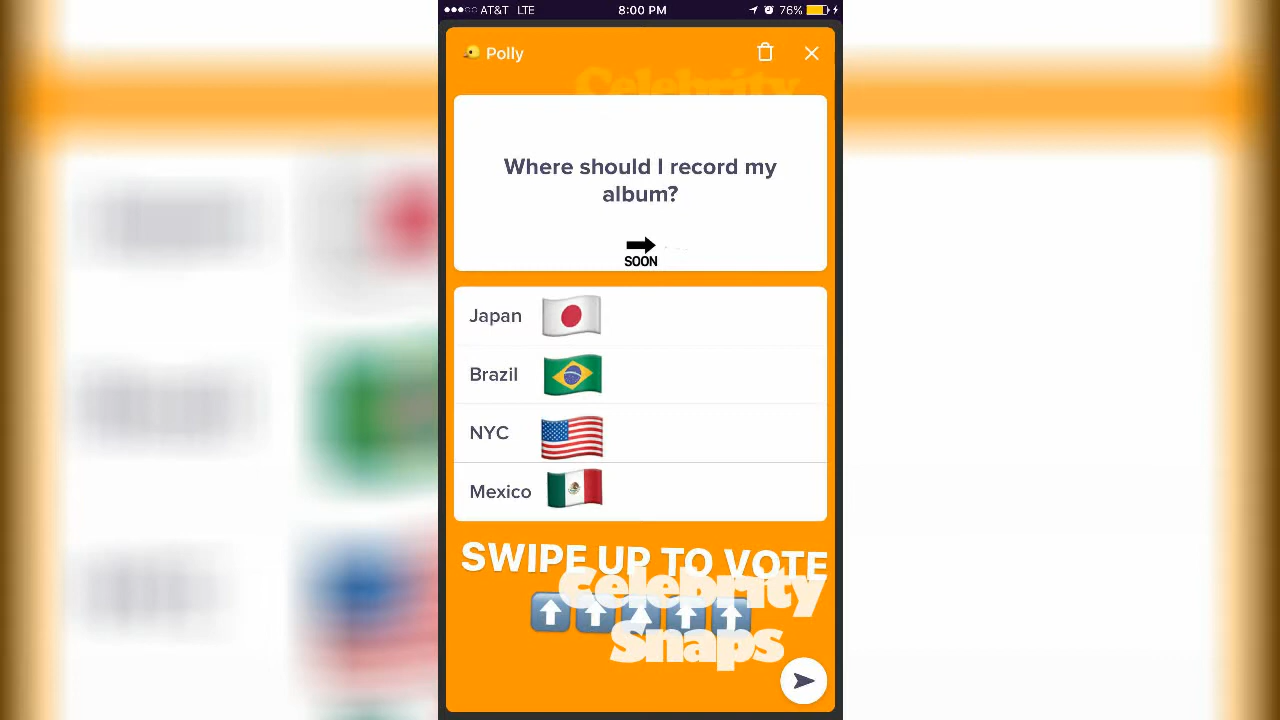 AT&T LTE 8:00 PM 76%
Polly
Celebrity
Where should I record my
album?
SOON
Japan
Brazil
NYC
Mexico
SWIPE UP TO VOTE
Celebrity
Snaps